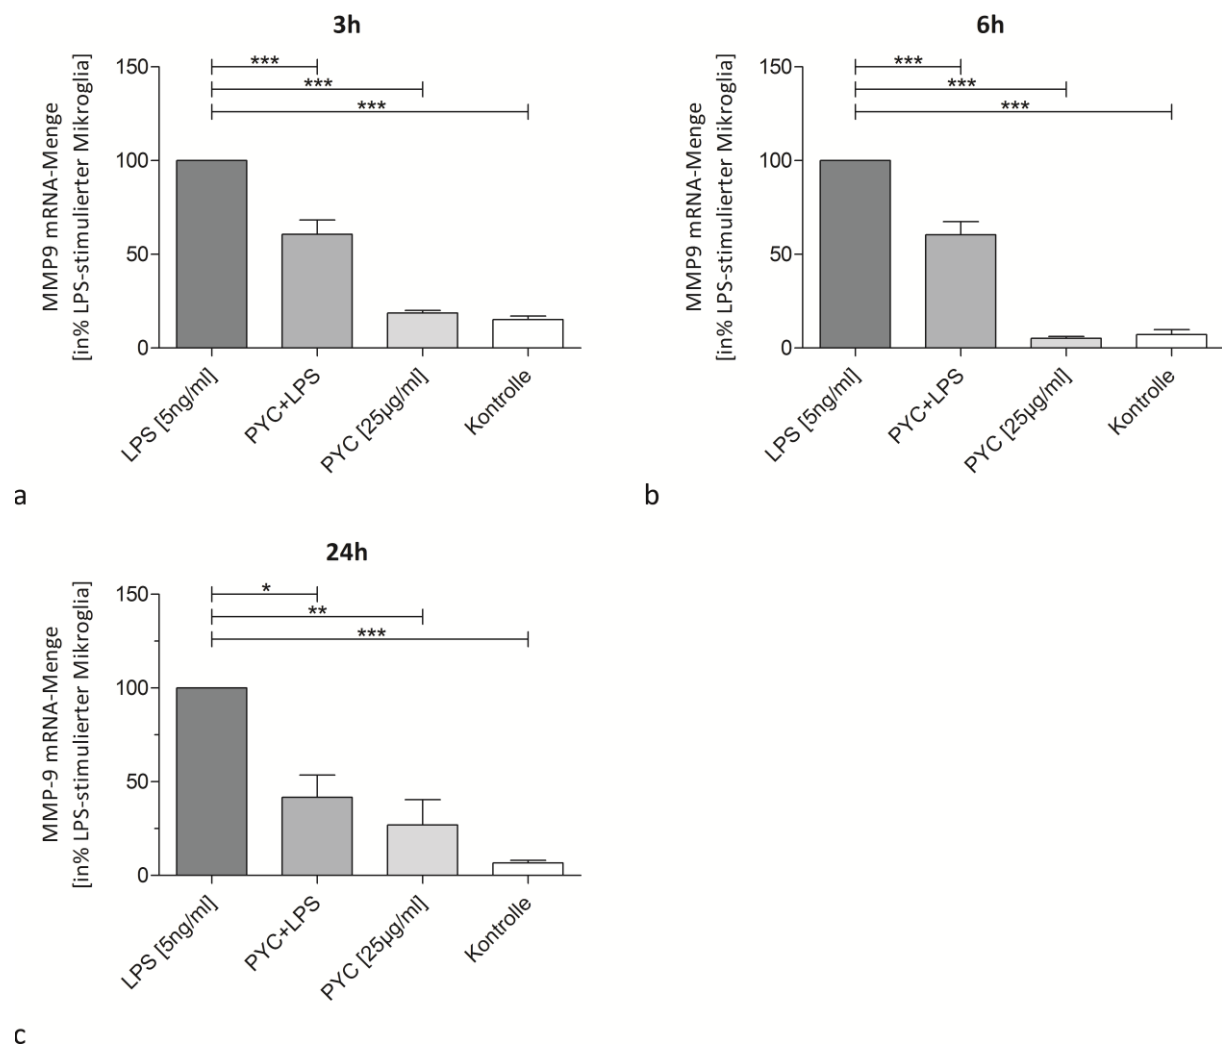 3h
MMP9 mRNA-Menge
[in% LPS-stimulierter Mikroglia]
150
100
50
0
***
***
***
LPS [5ng/ml]
PYC+LPS
PYC [25µg/ml]
Kontrolle
a
6h
MMP9 mRNA-Menge
[in% LPS-stimulierter Mikroglia]
150
100
50
0
***
***
***
LPS [5ng/ml]
PYC+LPS
PYC [25µg/ml]
Kontrolle
b
24h
MMP-9 mRNA-Menge
[in% LPS-stimulierter Mikroglia]
150
100
50
0
*
**
***
LPS [5ng/ml]
PYC+LPS
PYC [25µg/ml]
Kontrolle
c